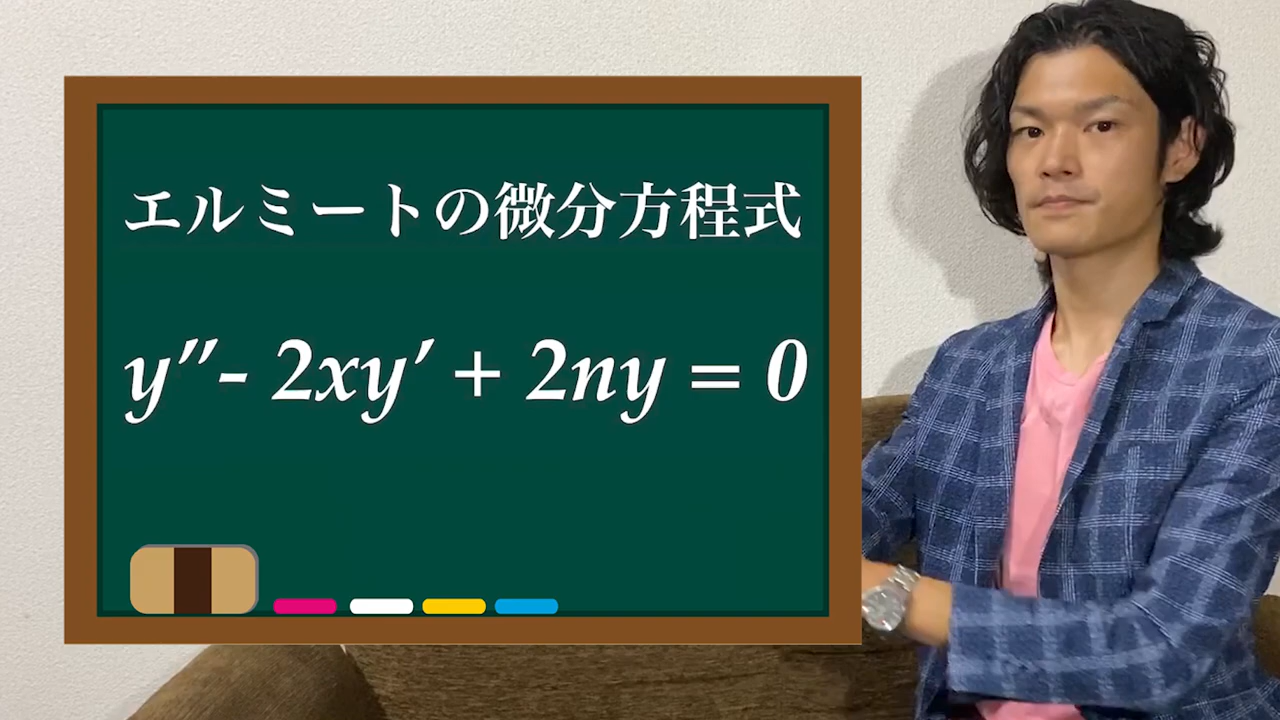 エルミートの微分方程式
y″- 2xy′ + 2ny = 0